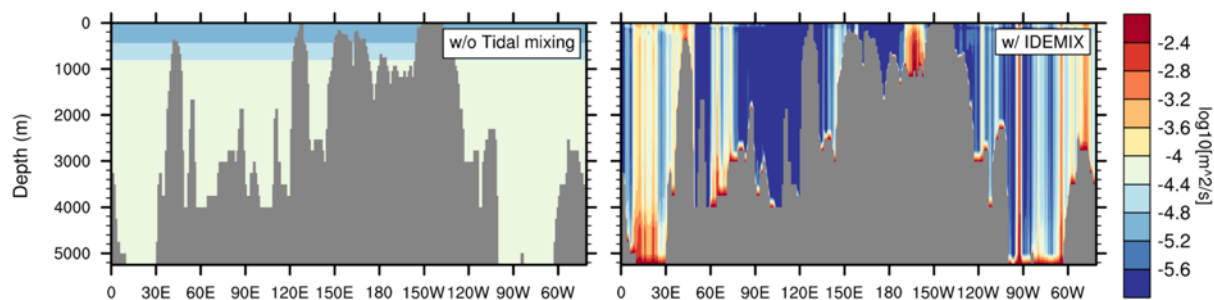 w/o Tidal mixing
w/ IDEMIX
Depth (m)
0
1000
2000
3000
4000
5000
0 30E 60E 90E 120E 150E 180 150W 120W 90W 60W
0 30E 60E 90E 120E 150E 180 150W 120W 90W 60W
-2.4
-2.8
-3.2
-3.6
-4
-4.4
-4.8
-5.2
-5.6
log10[m^2/s]